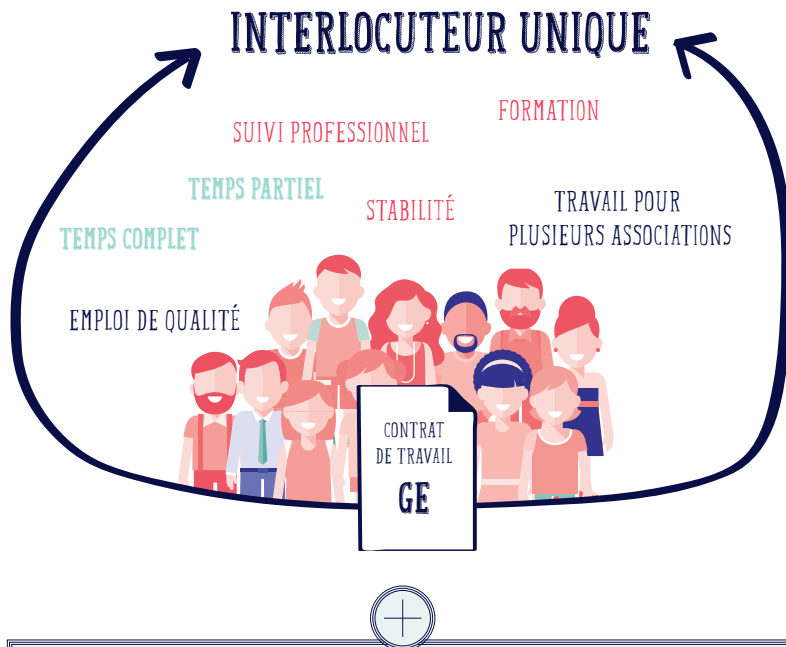 INTERLOCUTEUR UNIQUE
FORMATION
SUIVI PROFESSIONNEL
TEMPS PARTIEL
STABILITÉ
TRAVAIL POUR
PLUSIEURS ASSOCIATIONS
TEMPS COMPLET
EMPLOI DE QUALITÉ
CONTRAT
DE TRAVAIL
GE